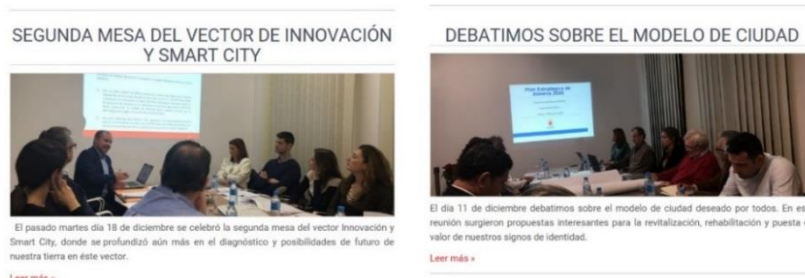 SEGUNDA MESA DEL VECTOR DE INNOVACIÓN
Y SMART CITY
El pasado martes día 18 de diciembre se celebró la segunda mesa del vector Innovación y
Smart City, donde se profundizó aún más en el diagnóstico y posibilidades de futuro de
nuestra tierra en éste vector.
Leer más »
DEBATIMOS SOBRE EL MODELO DE CIUDAD
Plan Estratégico de
2020
El día 11 de diciembre debatimos sobre el modelo de ciudad deseado por todos. En es
reunión surgieron propuestas interesantes para la revitalización, rehabilitación y puesta
valor de nuestros signos de identidad.
Leer más »